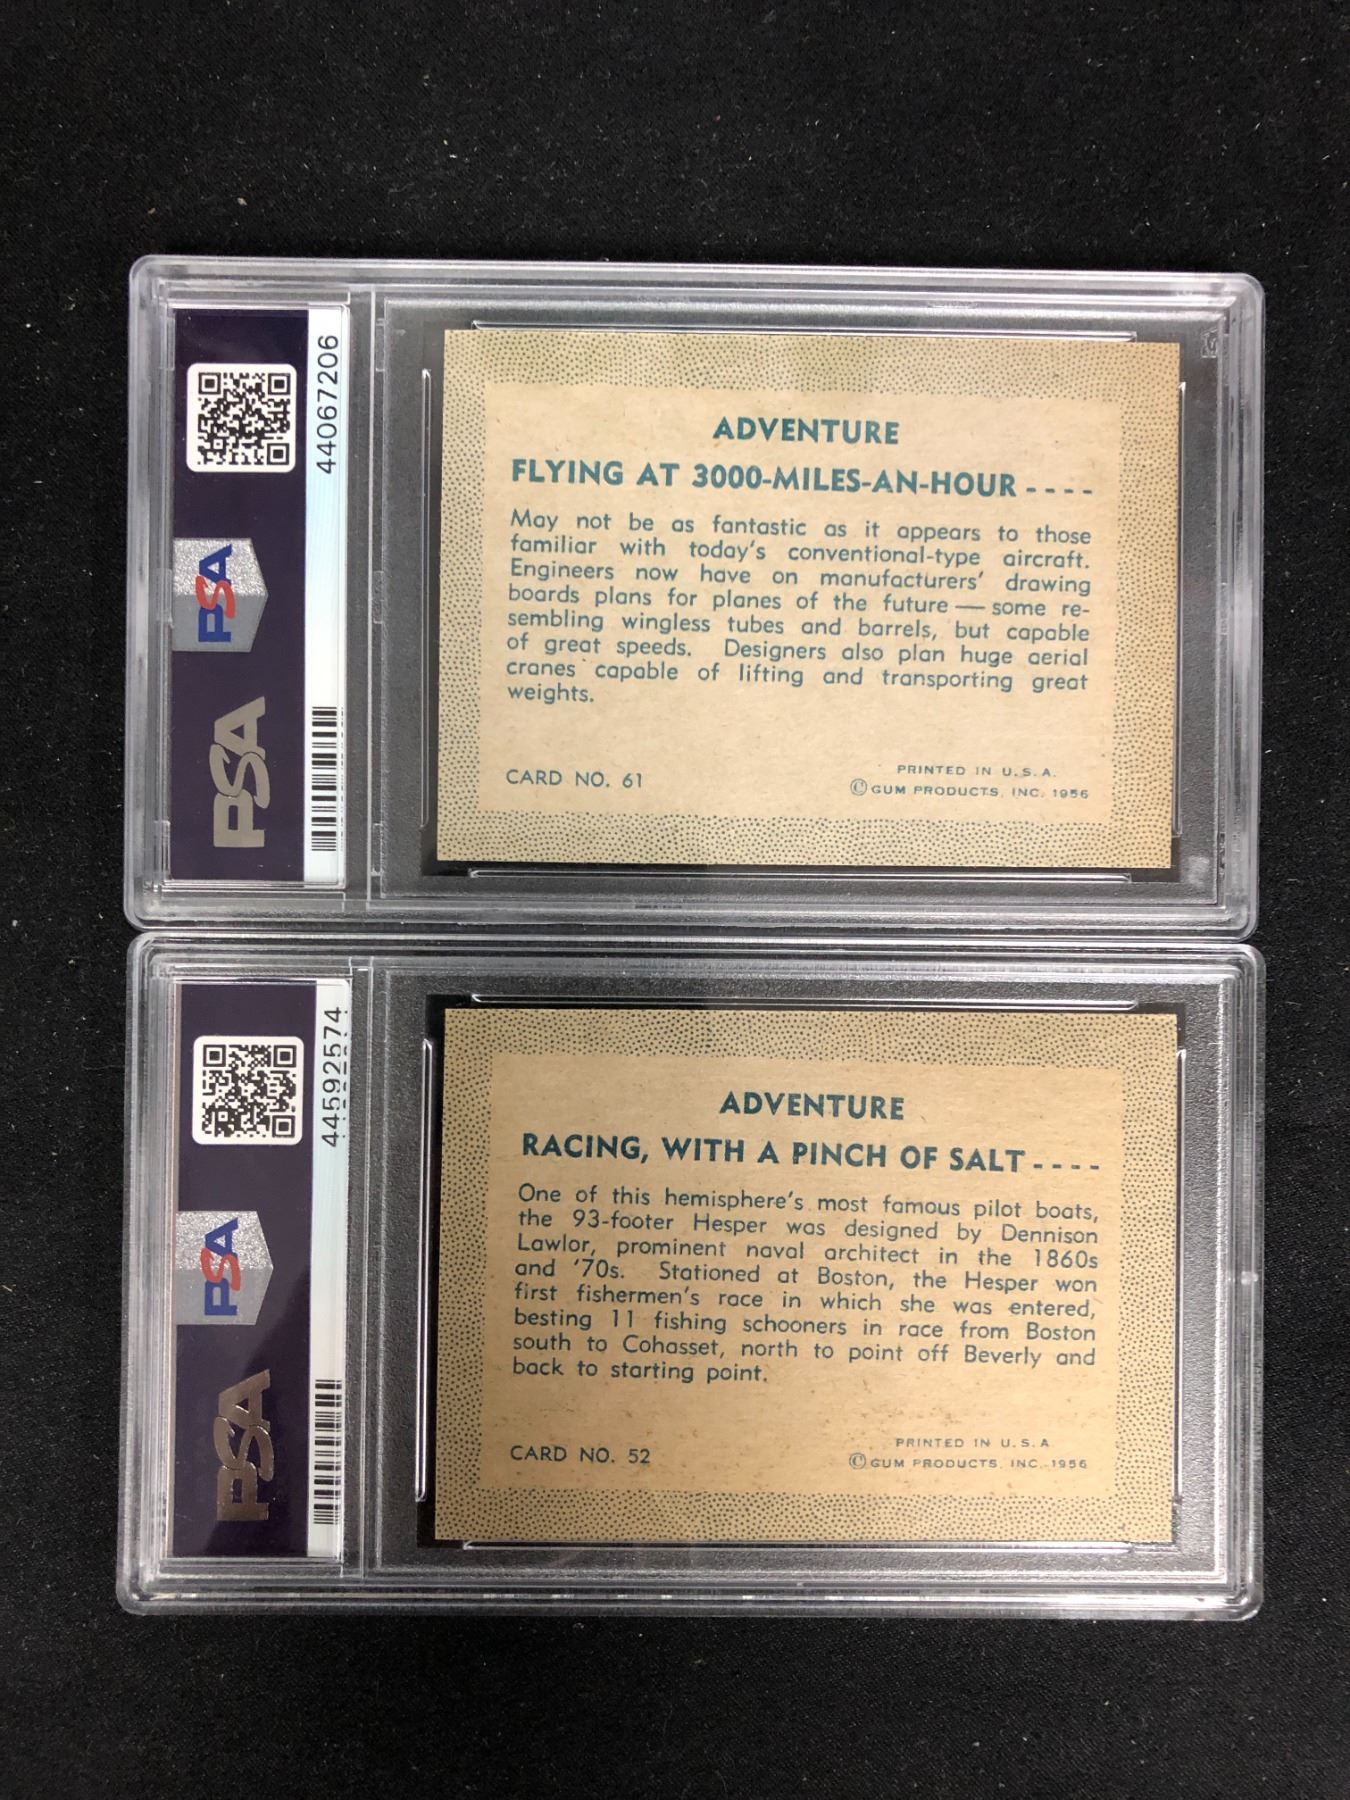 44067206
PSA
PSA
ADVENTURE
FLYING AT 3000-MILES-AN-HOUR - - - -
May not be as fantastic as it appears to those
familiar with today's conventional-type aircraft.
Engineers now have on manufacturers' drawing
boards plans for planes of the future — some re-
sembling wingless tubes and barrels, but capable
of great speeds. Designers also plan huge aerial
cranes capable of lifting and transporting great
weights.
CARD NO. 61
PRINTED IN U.S.A.
© GUM PRODUCTS, INC. 1956
44592574
PSA
PSA
ADVENTURE
RACING, WITH A PINCH OF SALT - - - -
One of this hemisphere's most famous pilot boats,
the 93-footer Hesper was designed by Dennison
Lawlor, prominent naval architect in the 1860s
and '70s. Stationed at Boston, the Hesper won
first fishermen's race in which she was entered,
besting 11 fishing schooners in race from Boston
south to Cohasset, north to point off Beverly and
back to starting point.
CARD NO. 52
PRINTED IN U.S.A
© GUM PRODUCTS, INC. 1956